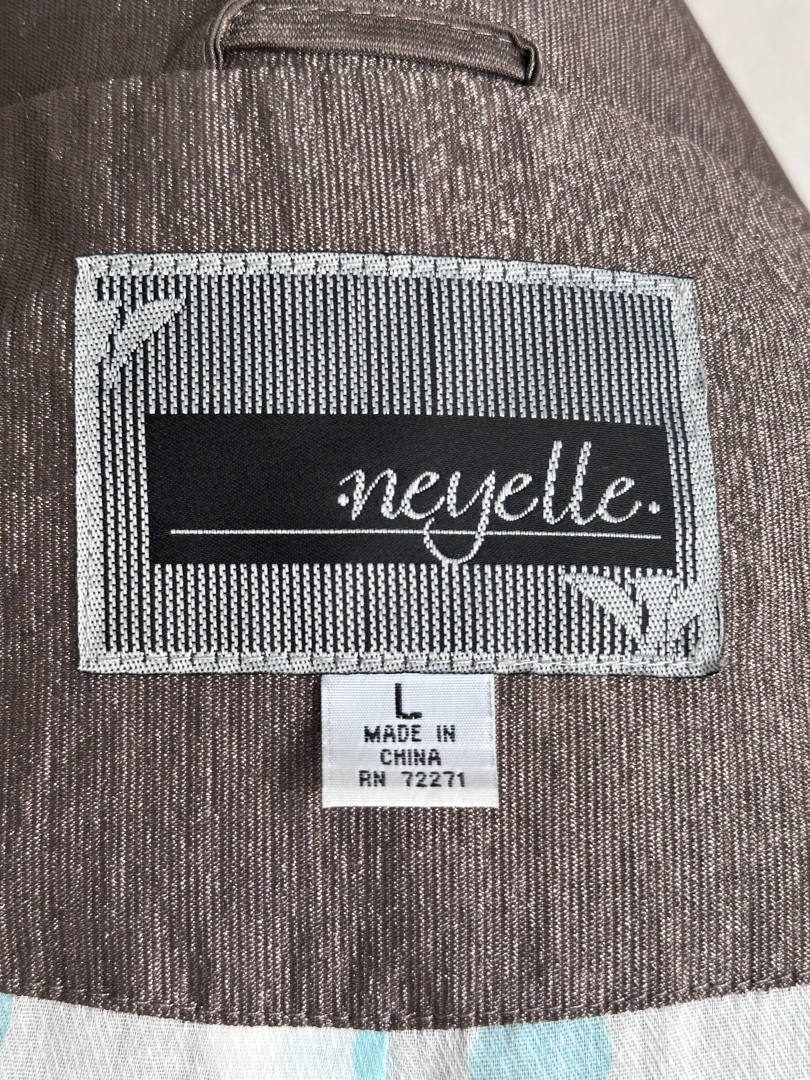 ·neyelle·
L
MADE IN
CHINA
RN 72271